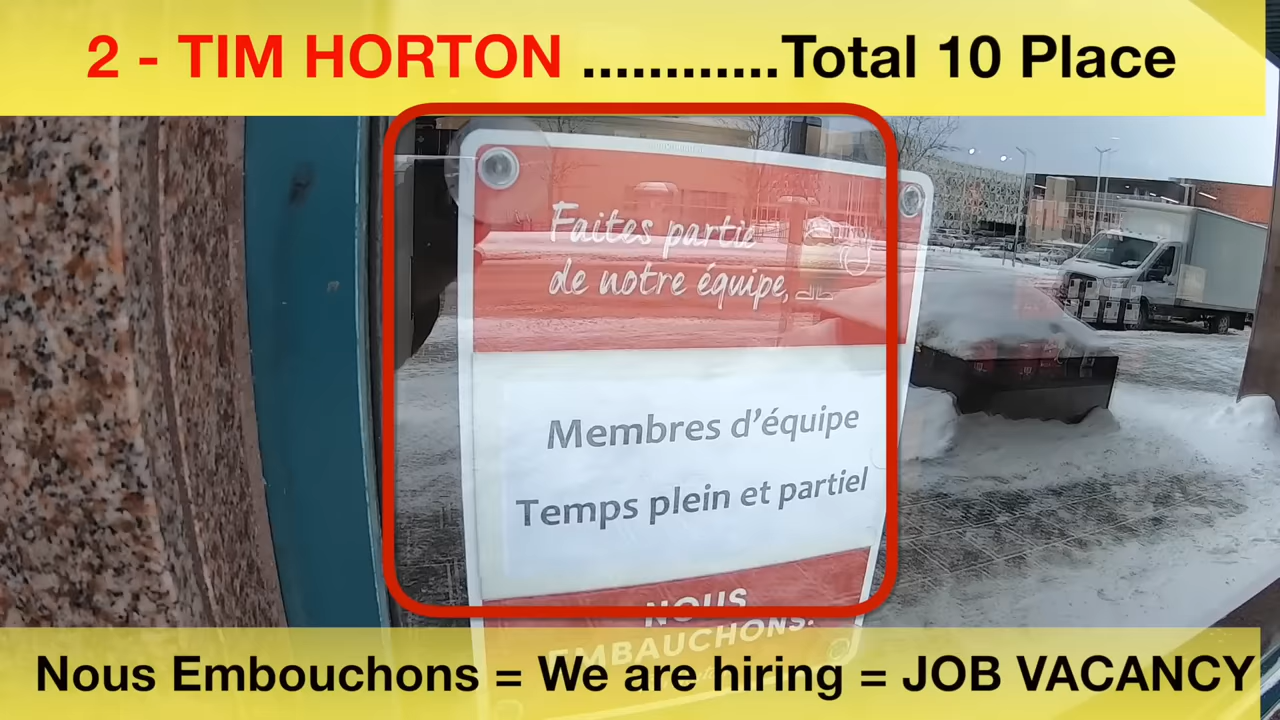 2 - TIM HORTON ............Total 10 Place
Faites partie
de notre équipe,
Membres d'équipe
Temps plein et partiel
NOUS
EMBAUCHONS.
Nous Embouchons = We are hiring = JOB VACANCY